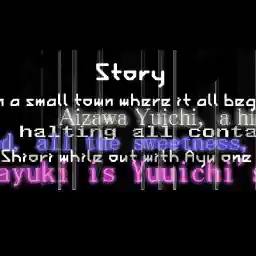 Story
a small town where it all beg
Aizawa Yuichi, a hi
halting all conta
d, all the sweetness,
Shiori while out with Ayu one
ayuki is Yuuichi's